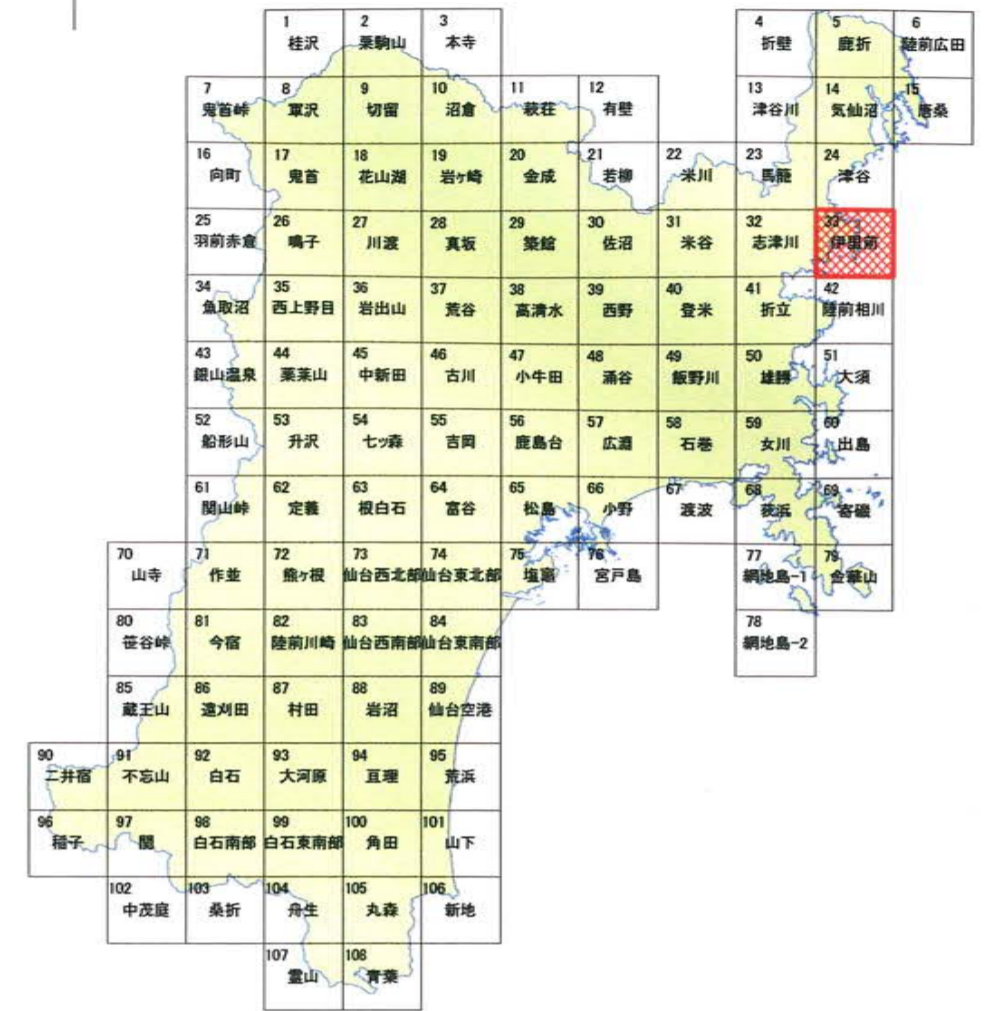 1 2 3 4 5 6
桂沢 栗駒山 本寺 折壁 鹿折 陸前広田
7 8 9 10 11 12 13 14 15
鬼首峠 軍沢 切留 沼倉 萩荘 有壁 津谷川 気仙沼 唐桑
16 17 18 19 20 21 22 23 24
向町 鬼首 花山湖 岩ヶ崎 金成 若柳 米川 馬籠 津谷
25 26 27 28 29 30 31 32 33
羽前赤倉 鳴子 川渡 真坂 築館 佐沼 米谷 志津川 伊里前
34 35 36 37 38 39 40 41 42
魚取沼 西上野目 岩出山 荒谷 高清水 西野 登米 折立 陸前相川
43 44 45 46 47 48 49 50 51
銀山温泉 薬莱山 中新田 古川 小牛田 涌谷 飯野川 雄勝 大須
52 53 54 55 56 57 58 59 60
船形山 升沢 七ッ森 吉岡 鹿島台 広淵 石巻 女川 出島
61 62 63 64 65 66 67 68 69
関山峠 定義 根白石 富谷 松島 小野 渡波 荻浜 寄磯
70 71 72 73 74 75 76 77 79
山寺 作並 熊ヶ根 仙台西北部 仙台東北部 塩竈 宮戸島 網地島-1 金華山
80 81 82 83 84 78
笹谷峠 今宿 陸前川崎 仙台西南部 仙台東南部 網地島-2
85 86 87 88 89
蔵王山 遠刈田 村田 岩沼 仙台空港
90 91 92 93 94 95
二井宿 不忘山 白石 大河原 亘理 荒浜
96 97 98 99 100 101
稲子 関 白石南部 白石東南部 角田 山下
102 103 104 105 106
中茂庭 桑折 舟生 丸森 新地
107 108
霊山 青葉